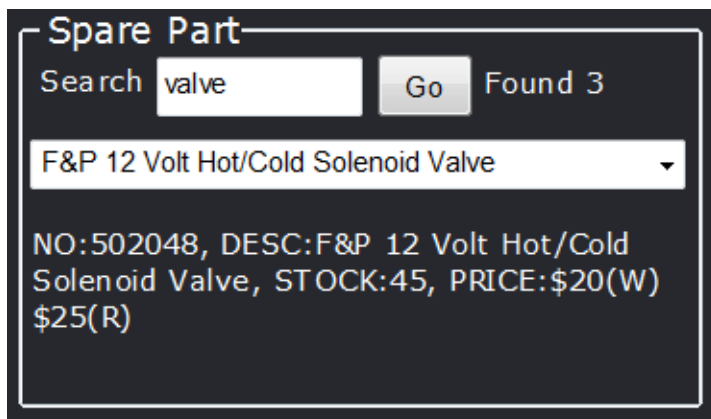 Spare Part
Search valve Go Found 3
F&P 12 Volt Hot/Cold Solenoid Valve
NO:502048, DESC:F&P 12 Volt Hot/Cold
Solenoid Valve, STOCK:45, PRICE:$20(W)
$25(R)